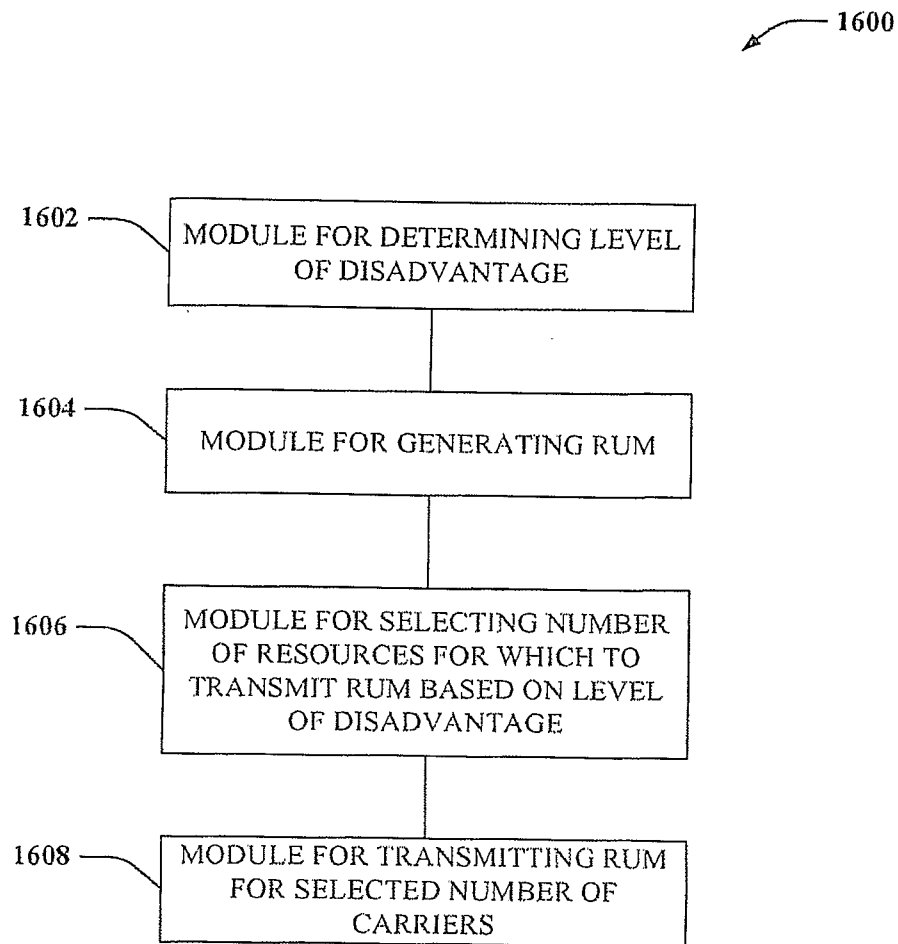 1600
1602
MODULE FOR DETERMINING LEVEL
OF DISADVANTAGE
1604
MODULE FOR GENERATING RUM
1606
MODULE FOR SELECTING NUMBER
OF RESOURCES FOR WHICH TO
TRANSMIT RUM BASED ON LEVEL
OF DISADVANTAGE
1608
MODULE FOR TRANSMITTING RUM
FOR SELECTED NUMBER OF
CARRIERS